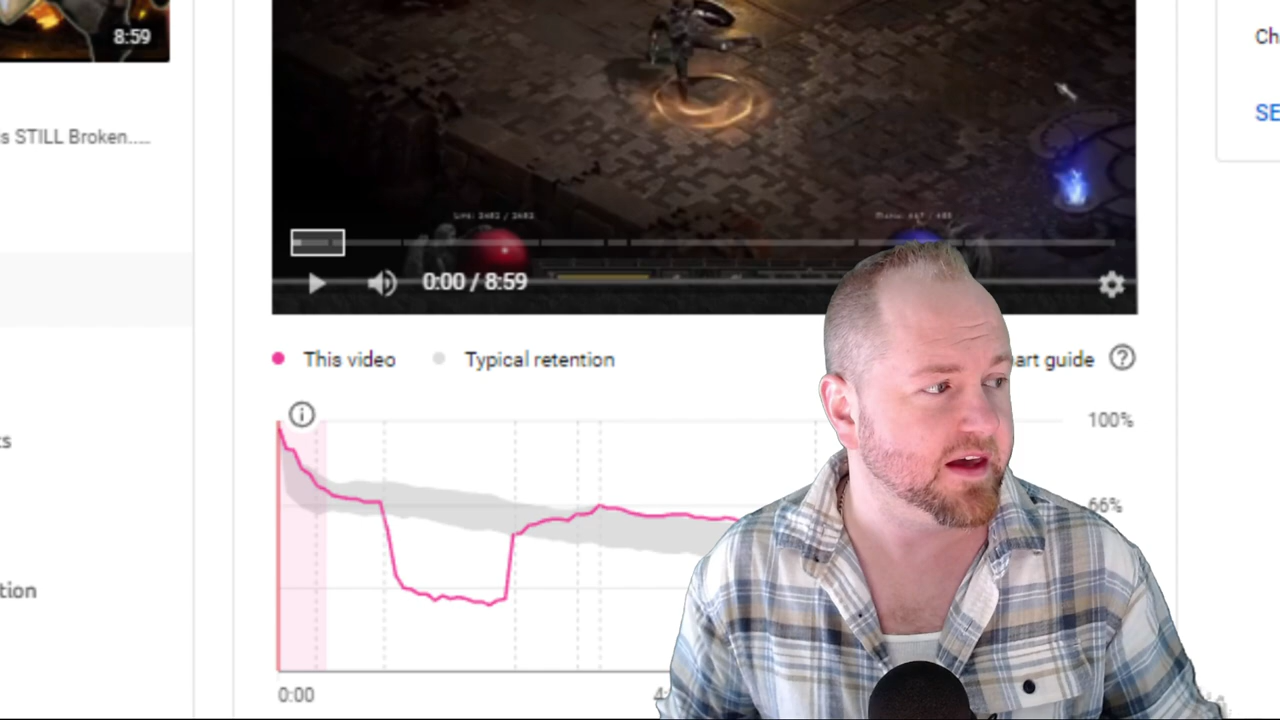 8:59
s STILL Broken.....
Ch
SE
0:00 / 8:59
This video
Typical retention
art guide
100%
66%
ts
tion
0:00
4: